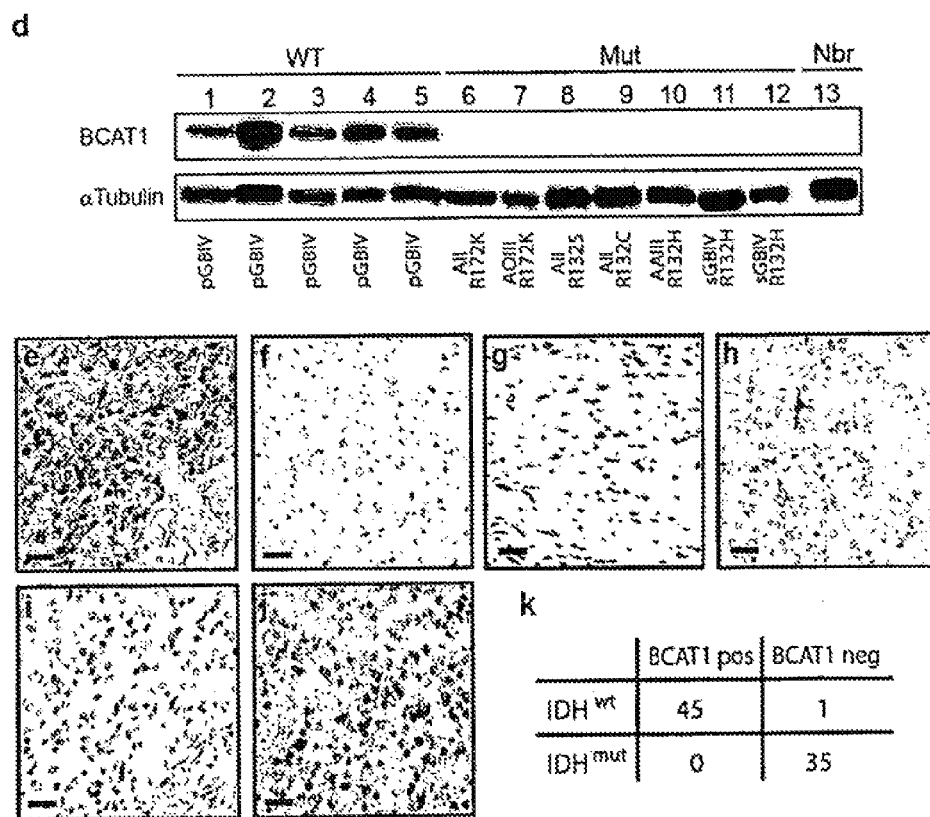 d
WT Mut Nbr
1 2 3 4 5 6 7 8 9 10 11 12 13
BCAT1
αTubulin
pGBIV
pGBIV
pGBIV
pGBIV
pGBIV
AII R172K
AOIII R172K
AII R132S
AII R132C
AAIII R132H
sGBIV R132H
sGBIV R132H
e f g h
i j k
BCAT1 pos BCAT1 neg
IDH wt 45 1
IDH mut 0 35